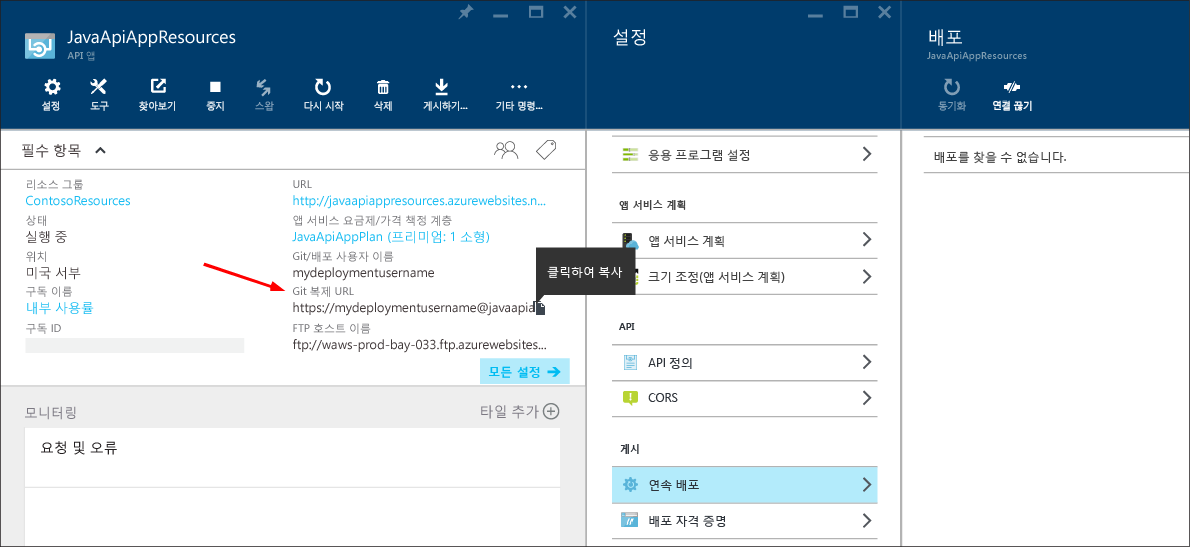 JavaApiAppResources
API 앱
설정
도구
찾아보기
중지
스왑
다시 시작
삭제
게시하기...
기타 명령...
필수 항목
리소스 그룹
ContosoResources
상태
실행 중
위치
미국 서부
구독 이름
내부 사용률
구독 ID
URL
http://javaapiappresources.azurewebsites.n...
앱 서비스 요금제/가격 책정 계층
JavaApiAppPlan (프리미엄: 1 소형)
Git/배포 사용자 이름
mydeploymentusername
Git 복제 URL
https://mydeploymentusername@javaapia
클릭하여 복사
FTP 호스트 이름
ftp://waws-prod-bay-033.ftp.azurewebsites...
모든 설정
모니터링
타일 추가
요청 및 오류
설정
응용 프로그램 설정
앱 서비스 계획
앱 서비스 계획
크기 조정(앱 서비스 계획)
API
API 정의
CORS
게시
연속 배포
배포 자격 증명
배포
JavaApiAppResources
동기화
연결 끊기
배포를 찾을 수 없습니다.